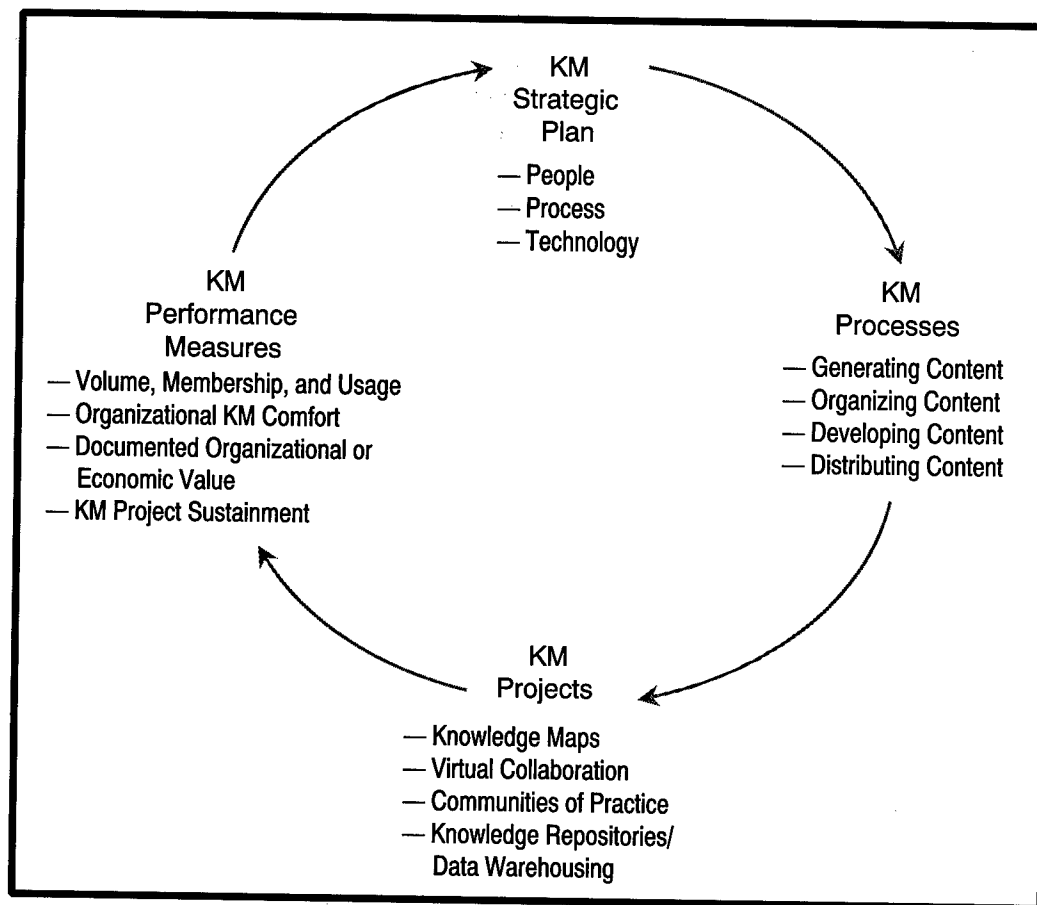 KM
Strategic
Plan
— People
— Process
— Technology
KM
Processes
— Generating Content
— Organizing Content
— Developing Content
— Distributing Content
KM
Projects
— Knowledge Maps
— Virtual Collaboration
— Communities of Practice
— Knowledge Repositories/
Data Warehousing
KM
Performance
Measures
— Volume, Membership, and Usage
— Organizational KM Comfort
— Documented Organizational or
Economic Value
— KM Project Sustainment